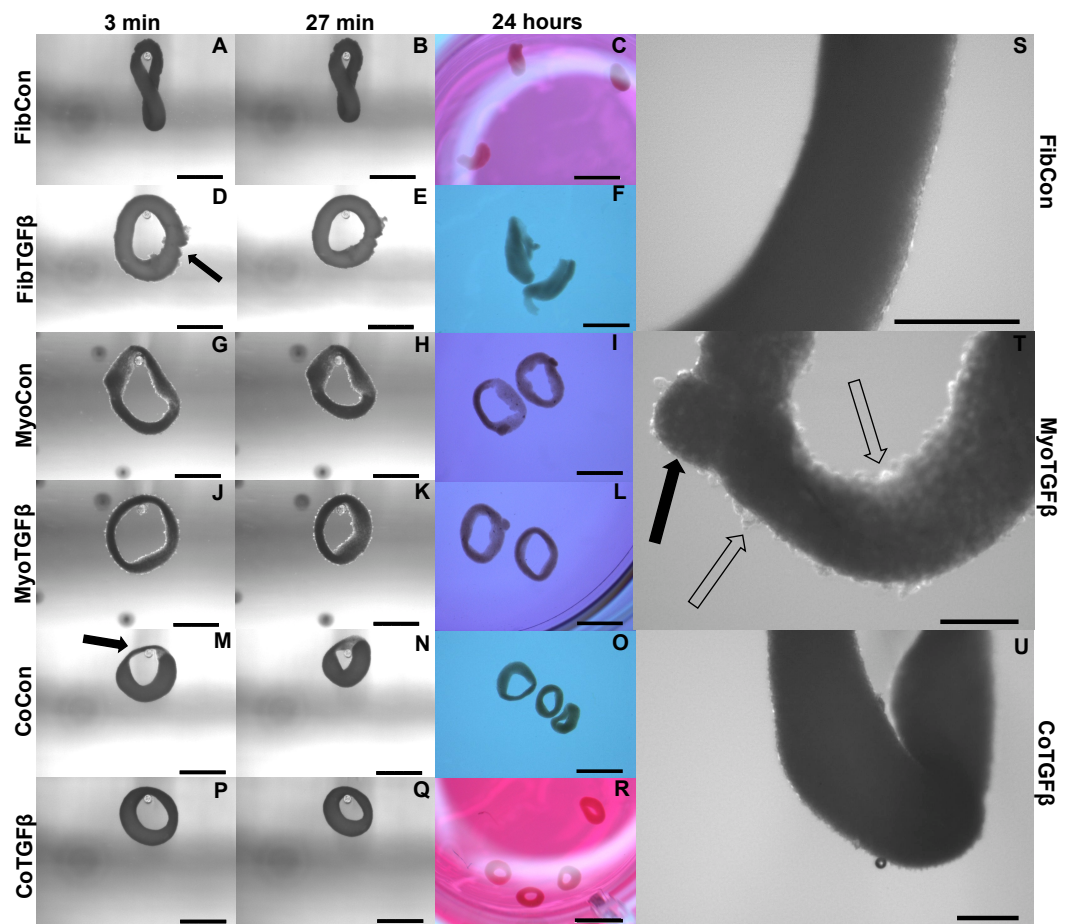 3 min 27 min 24 hours
FibCon A B C S FibCon
FibTGFβ D E F
MyoCon G H I T MyoTGFβ
MyoTGFβ J K L
CoCon M N O U CoTGFβ
CoTGFβ P Q R